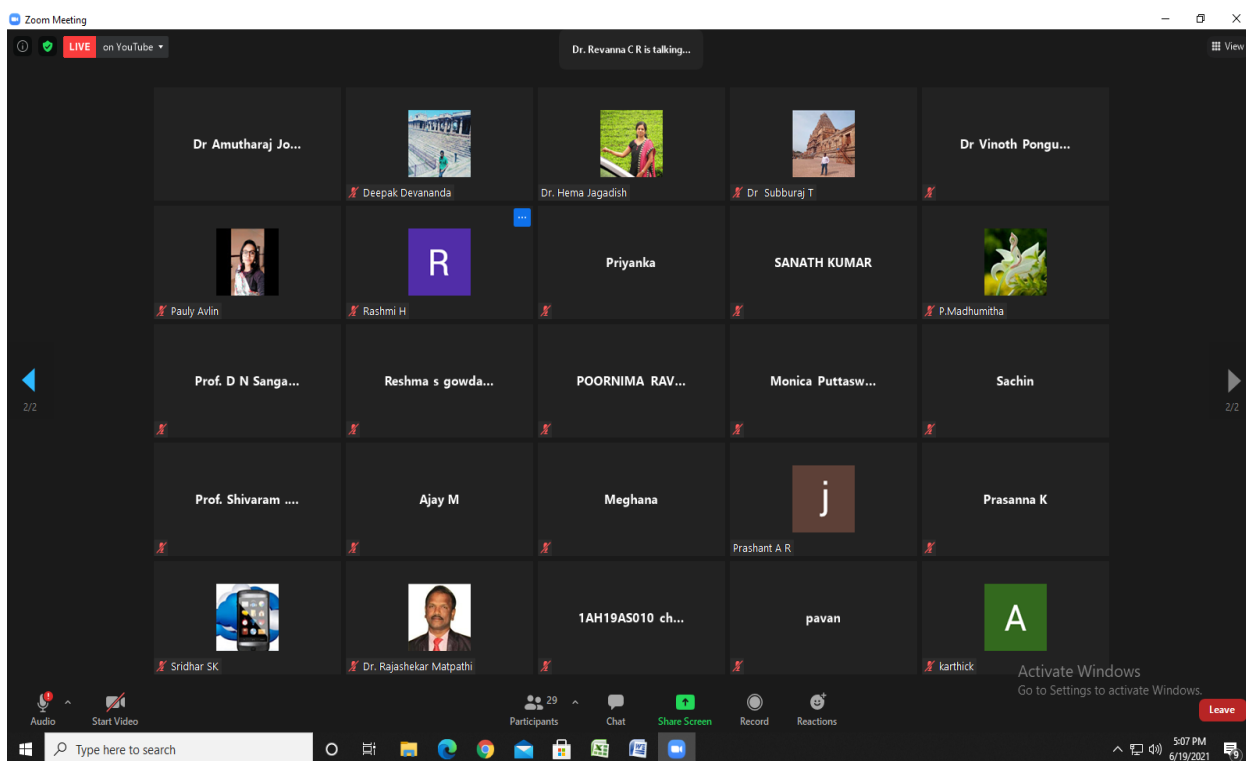 Zoom Meeting
LIVE on YouTube
Dr. Revanna C R is talking...
View
Dr Amutharaj Jo...
Deepak Devananda
Dr. Hema Jagadish
Dr Subburaj T
Dr Vinoth Pongu...
Pauly Avlin
R
Rashmi H
Priyanka
SANATH KUMAR
P.Madhumitha
Prof. D N Sanga...
Reshma s gowda...
POORNIMA RAV...
Monica Puttasw...
Sachin
2/2
2/2
Prof. Shivaram ....
Ajay M
Meghana
j
Prashant A R
Prasanna K
Sridhar SK
Dr. Rajashekar Matpathi
1AH19AS010 ch...
pavan
A
karthick
Activate Windows
Go to Settings to activate Windows.
Audio
Start Video
29
Participants
Chat
Share Screen
Record
Reactions
Leave
Type here to search
5:07 PM
6/19/2021
9